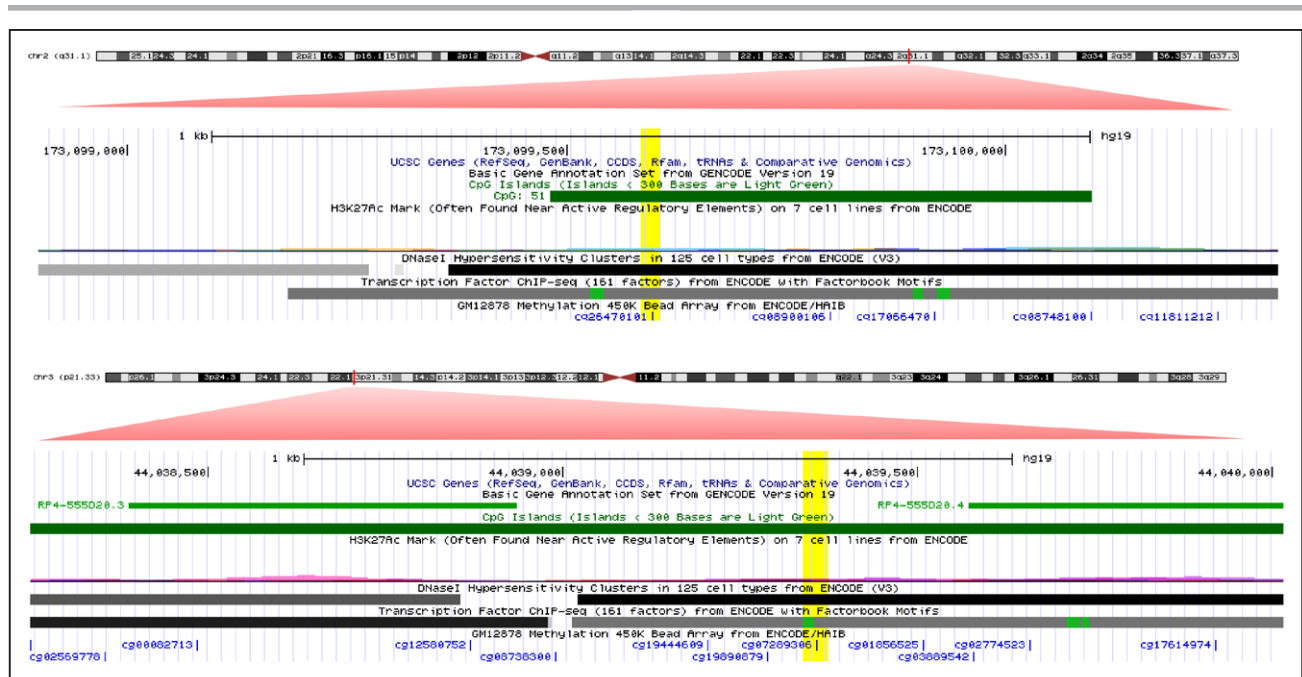 chr2 (q31.1) 25.1 24.3 24.1 2p21 16.3 p16.1 15 p14 2p12 2p11.2 q11.2 q13 14.1 2q14.3 22.1 22.3 24.1 q24.3 2q31.1 q32.1 32.3 q33.1 2q34 2q35 36.3 37.1 q37.3
1 kb hg19
173,099,000| 173,099,500| 173,100,000|
UCSC Genes (RefSeq, GenBank, CCDS, Rfam, tRNAs & Comparative Genomics)
Basic Gene Annotation Set from GENCODE Version 19
CpG Islands (Islands < 300 Bases are Light Green)
CpG: 51
H3K27Ac Mark (Often Found Near Active Regulatory Elements) on 7 cell lines from ENCODE
DNaseI Hypersensitivity Clusters in 125 cell types from ENCODE (V3)
Transcription Factor ChIP-seq (161 factors) from ENCODE with Factorbook Motifs
GM12878 Methylation 450K Bead Array from ENCODE/HAIB
cg26470101| cg08900106| cg17066470| cg08748100| cg11811212|
chr3 (p21.33) p26.1 3p24.3 24.1 22.3 22.1 3p21.31 14.3 p14.2 3p14.1 3p13 p12.3 12.2 12.1 11.2 q22.1 3q23 3q24 3q26.1 26.31 3q28 3q29
1 kb hg19
44,038,500| 44,039,000| 44,039,500| 44,040,000|
UCSC Genes (RefSeq, GenBank, CCDS, Rfam, tRNAs & Comparative Genomics)
Basic Gene Annotation Set from GENCODE Version 19
RP4-555D20.3 RP4-555D20.4
CpG Islands (Islands < 300 Bases are Light Green)
H3K27Ac Mark (Often Found Near Active Regulatory Elements) on 7 cell lines from ENCODE
DNaseI Hypersensitivity Clusters in 125 cell types from ENCODE (V3)
Transcription Factor ChIP-seq (161 factors) from ENCODE with Factorbook Motifs
GM12878 Methylation 450K Bead Array from ENCODE/HAIB
cg00082713| cg12580752| cg19444609| cg07289306| cg01856525| cg02774523| cg17614974|
cg02569778| cg08738300| cg19890879| cg03889542|